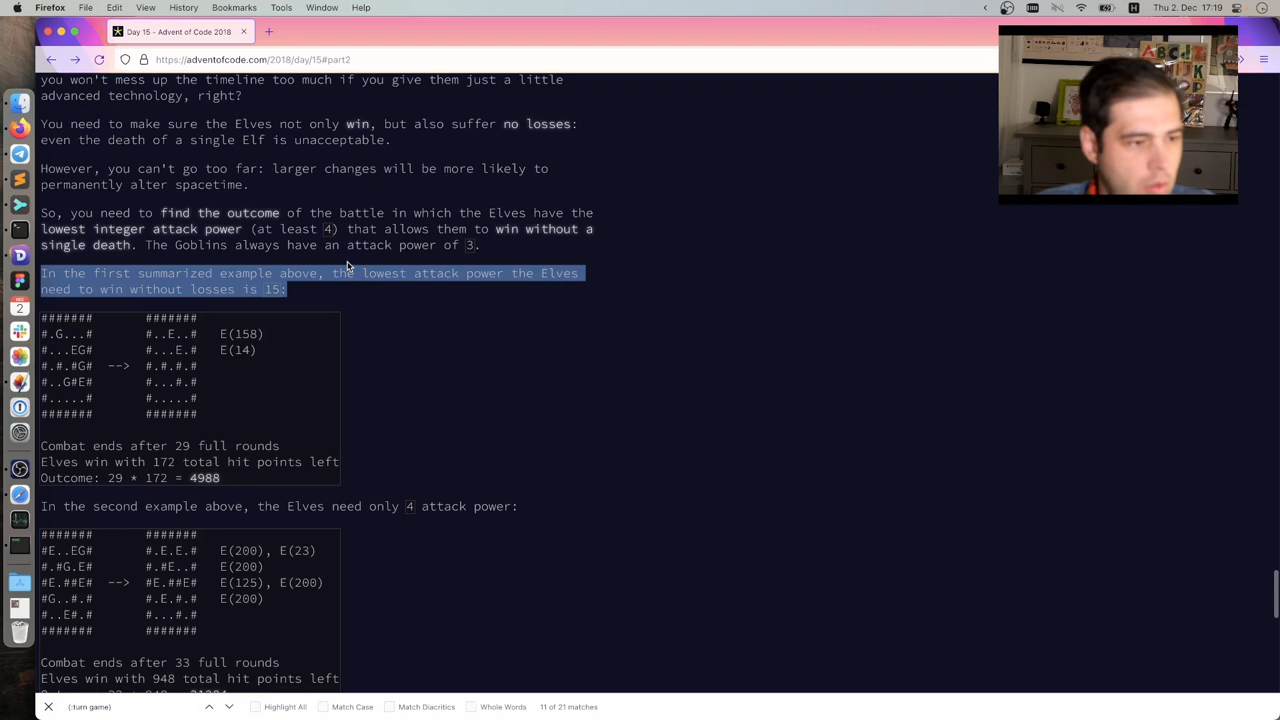 Firefox File Edit View History Bookmarks Tools Window Help
Thu 2. Dec 17:19
Day 15 - Advent of Code 2018
https://adventofcode.com/2018/day/15#part2
you won't mess up the timeline too much if you give them just a little
advanced technology, right?
You need to make sure the Elves not only win, but also suffer no losses:
even the death of a single Elf is unacceptable.
However, you can't go too far: larger changes will be more likely to
permanently alter spacetime.
So, you need to find the outcome of the battle in which the Elves have the
lowest integer attack power (at least 4) that allows them to win without a
single death. The Goblins always have an attack power of 3.
In the first summarized example above, the lowest attack power the Elves
need to win without losses is 15:
####### #######
#.G...# #..E..# E(158)
#...EG# #...E.# E(14)
#.#.#G# --> #.#.#.#
#..G#E# #...#.#
#.....# #.....#
####### #######
Combat ends after 29 full rounds
Elves win with 172 total hit points left
Outcome: 29 * 172 = 4988
In the second example above, the Elves need only 4 attack power:
####### #######
#E..EG# #.E.E.# E(200), E(23)
#.#G.E# #.#E..# E(200)
#E.##E# --> #E.##E# E(125), E(200)
#G..#.# #.E.#.# E(200)
#..E#.# #...#.#
####### #######
Combat ends after 33 full rounds
Elves win with 948 total hit points left
(:turn game) Highlight All Match Case Match Diacritics Whole Words 11 of 21 matches